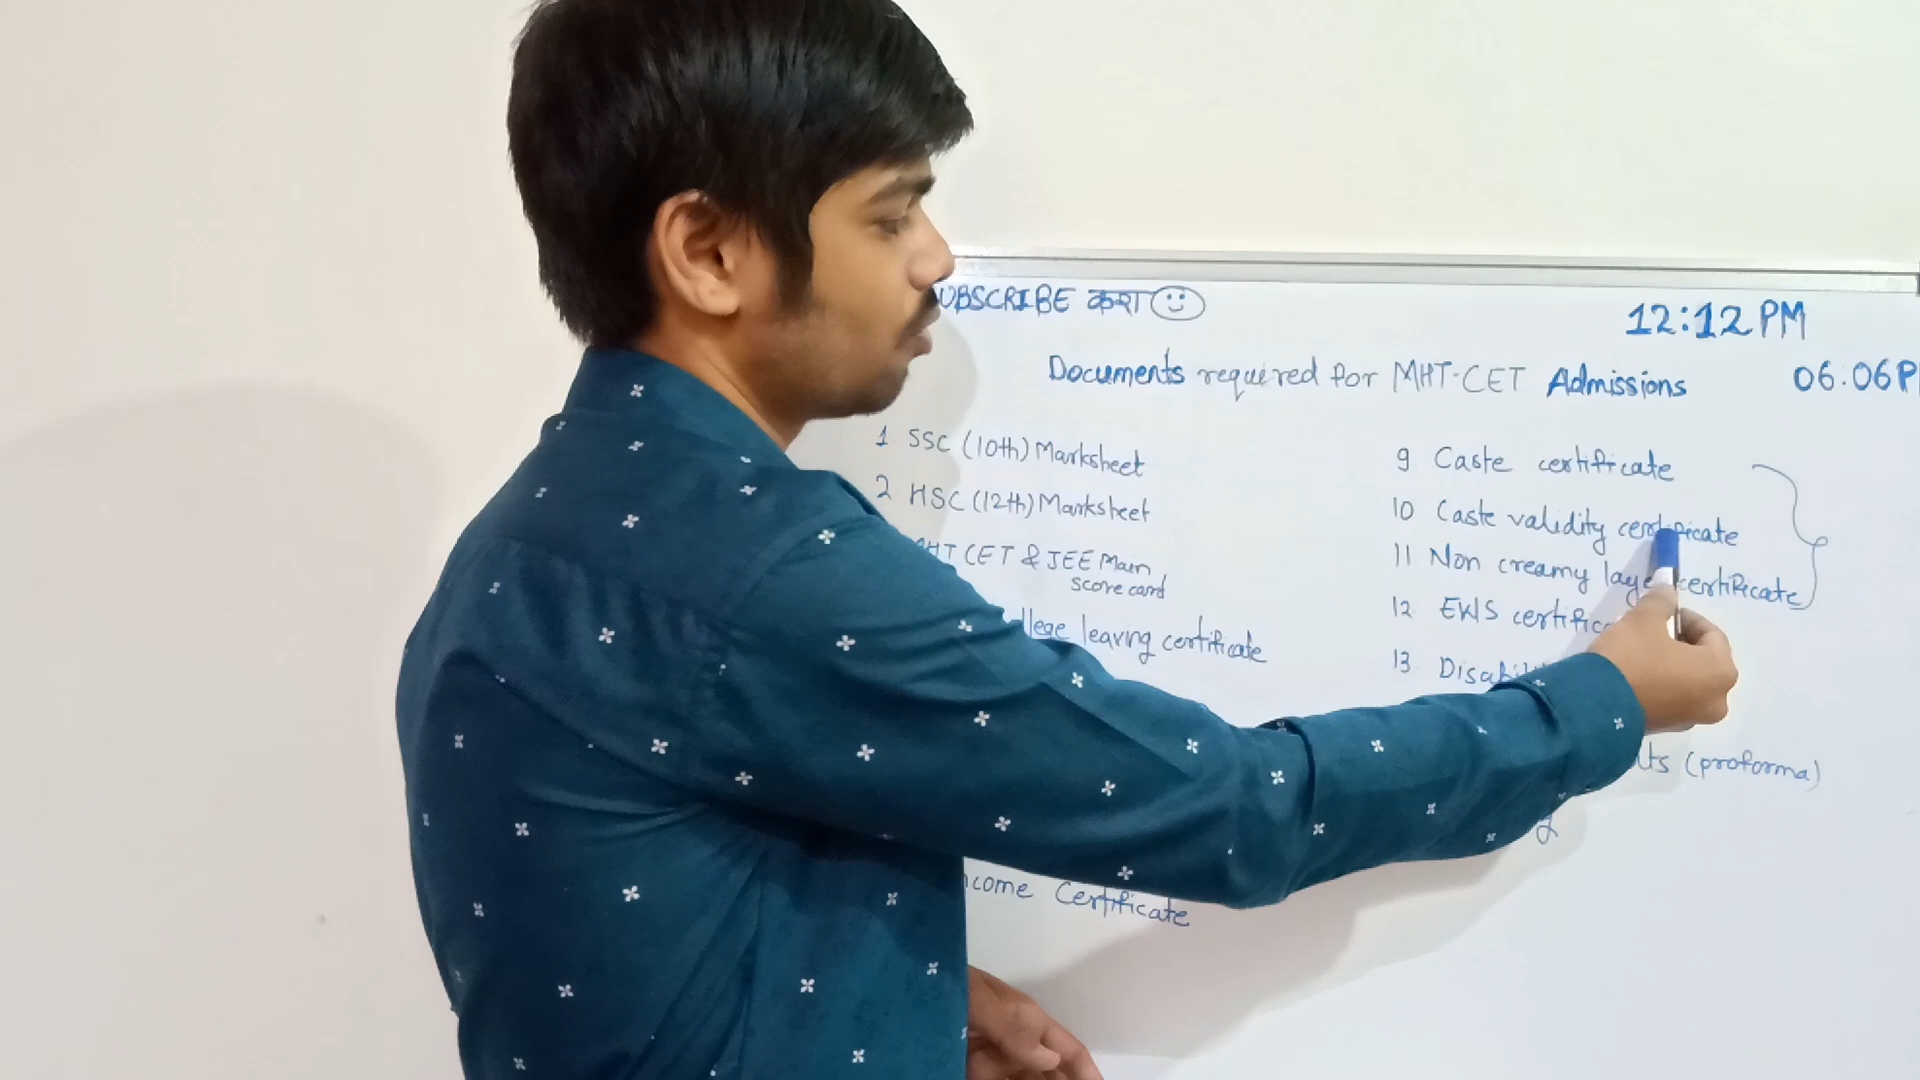 UBSCRIBE करा
12:12 PM
Documents required for MHT-CET Admissions
06.06 P
1 SSC (10th) Marksheet
2 HSC (12th) Marksheet
HT CET & JEE Main
score card
llege leaving certificate
come Certificate
9 Caste certificate
10 Caste validity certificate
11 Non creamy layer certificate
12 EWS certific
13 Disabil
lts (proforma)